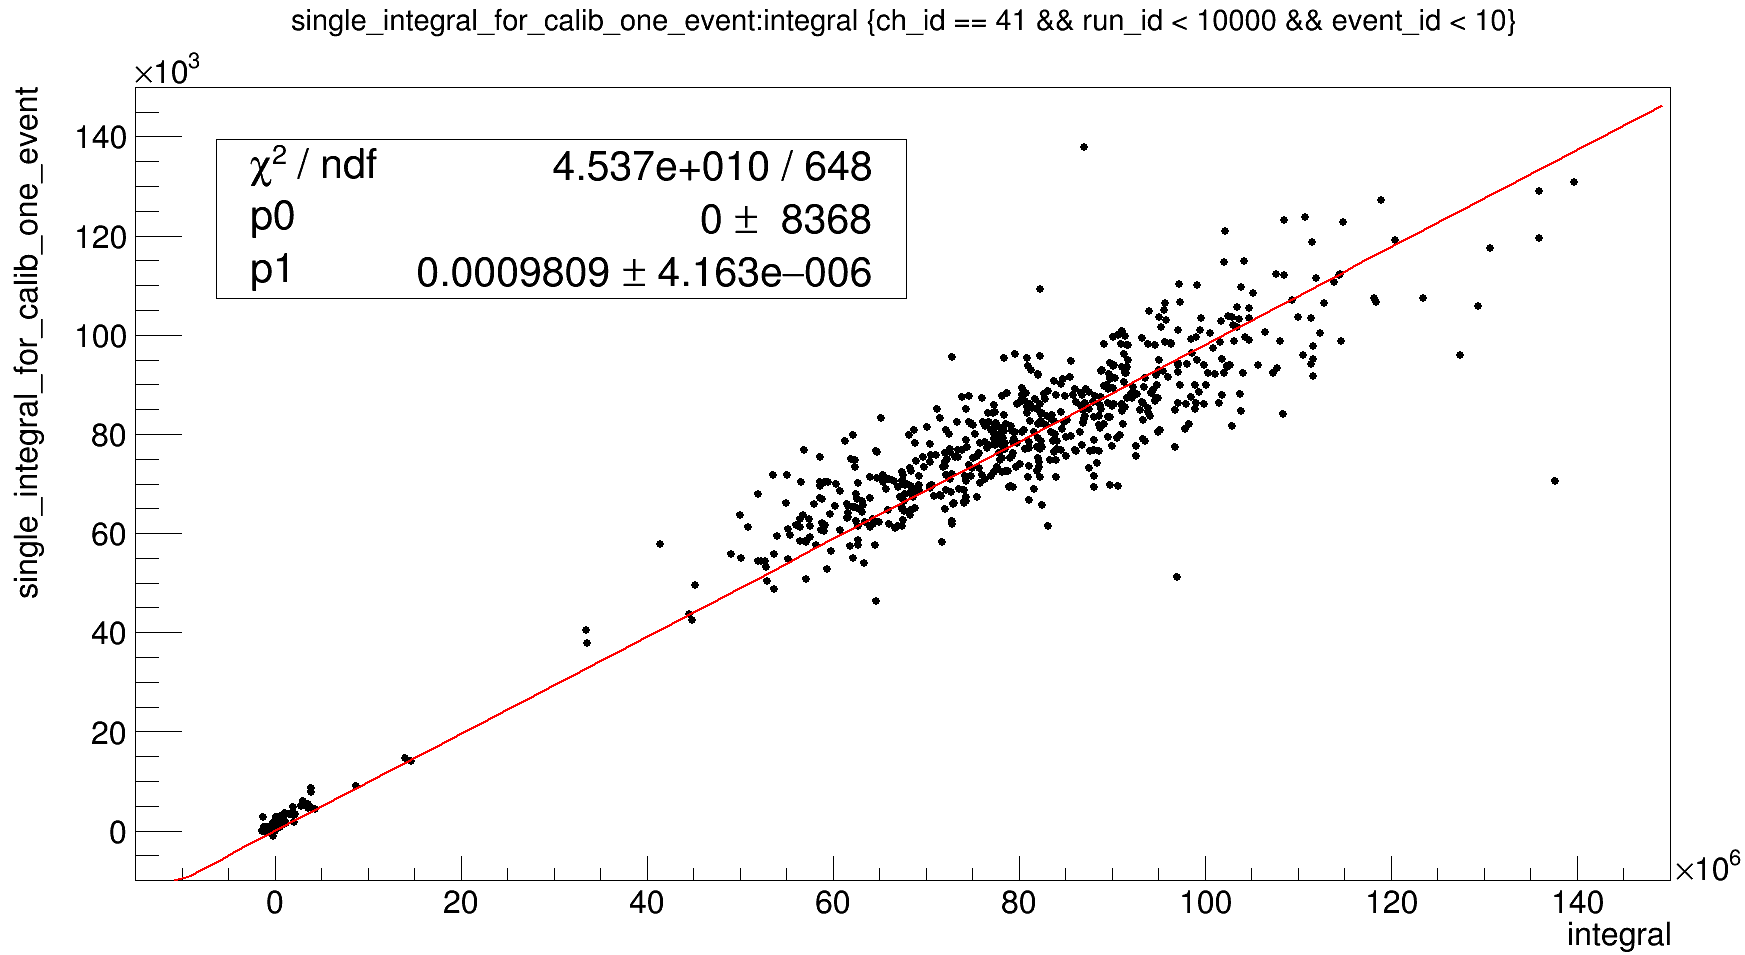 single_integral_for_calib_one_event:integral {ch_id == 41 && run_id < 10000 && event_id < 10}
×10³
single_integral_for_calib_one_event
140
120
100
80
60
40
20
0
χ² / ndf 4.537e+010 / 648
p0 0 ± 8368
p1 0.0009809 ± 4.163e–006
0 20 40 60 80 100 120 140
×10⁶
integral